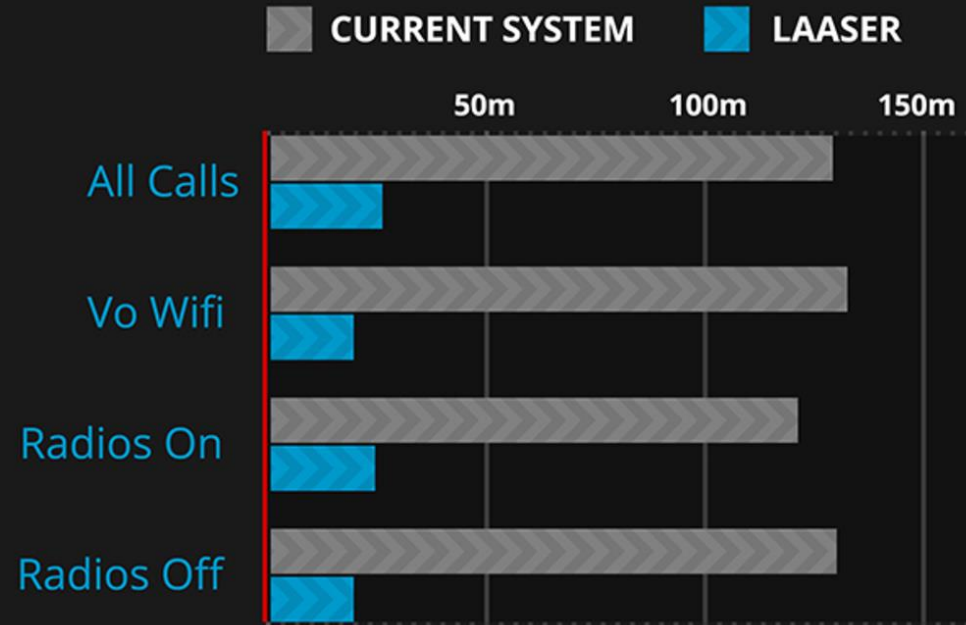 CURRENT SYSTEM LAASER
50m 100m 150m
All Calls
Vo Wifi
Radios On
Radios Off